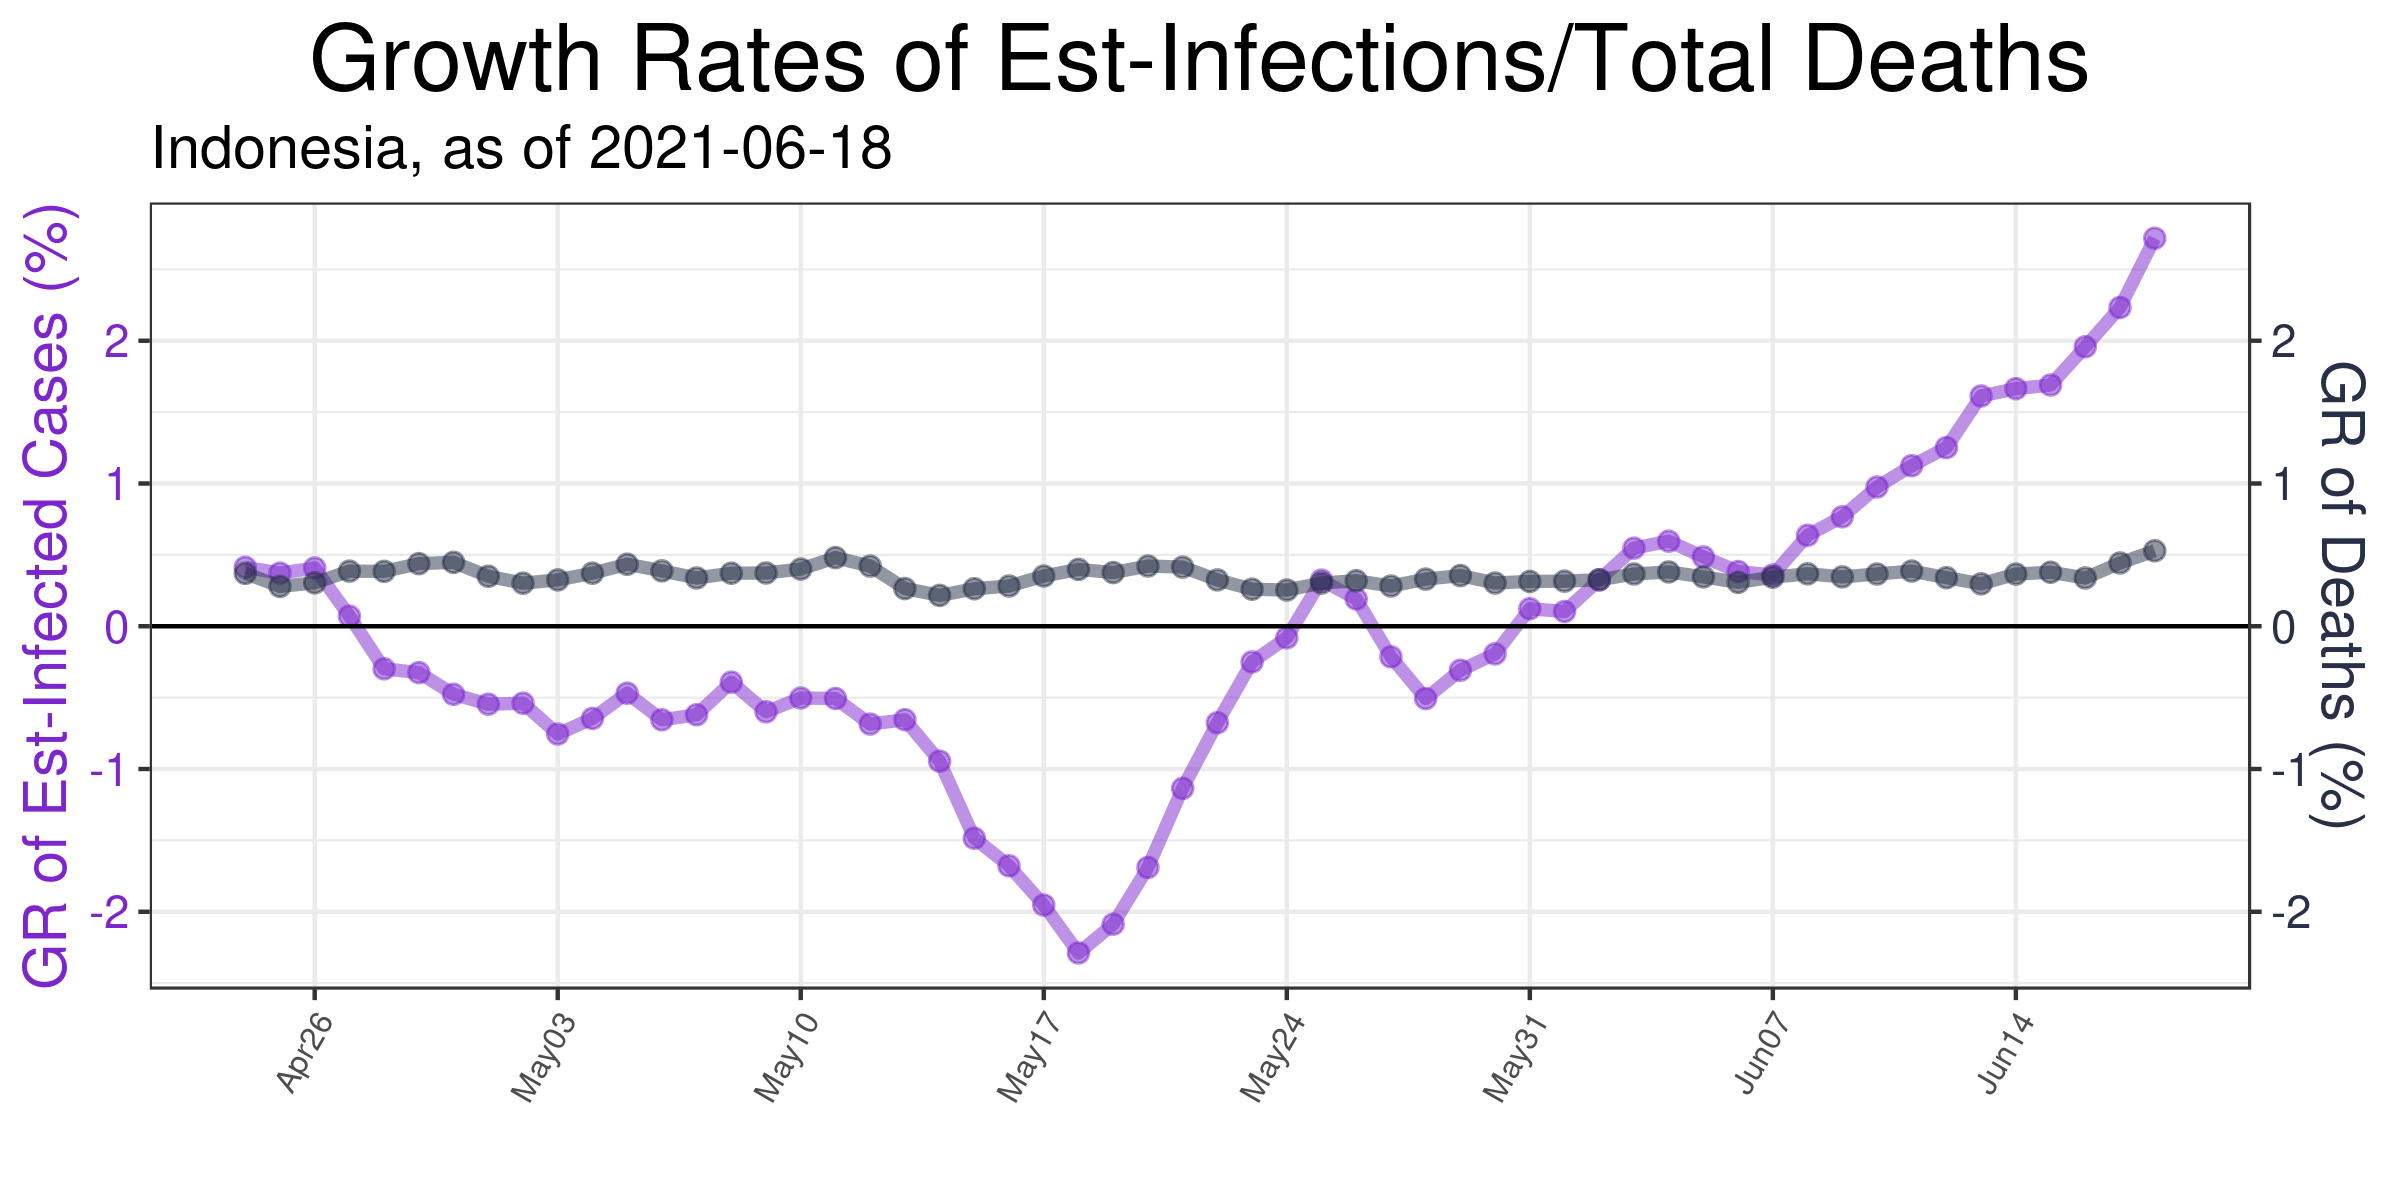 Growth Rates of Est-Infections/Total Deaths
Indonesia, as of 2021-06-18
GR of Est-Infected Cases (%)
2
1
0
-1
-2
2
1
0
-1
-2
GR of Deaths (%)
Apr26
May03
May10
May17
May24
May31
Jun07
Jun14